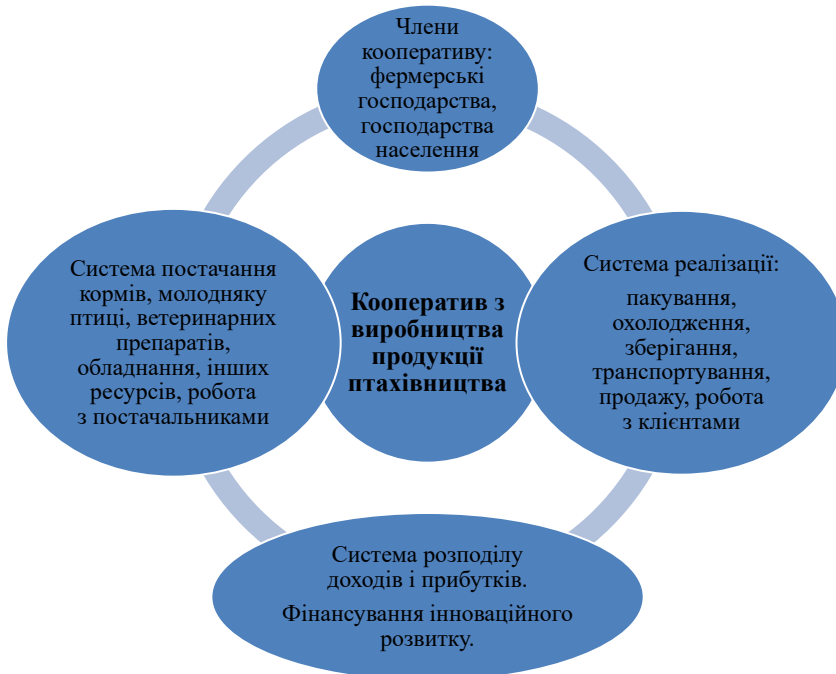 Члени
кооперативу:
фермерські
господарства,
господарства
населення
Система постачання
кормів, молодняку
птиці, ветеринарних
препаратів,
обладнання, інших
ресурсів, робота
з постачальниками
Кооператив з
виробництва
продукції
птахівництва
Система реалізації:
пакування,
охолодження,
зберігання,
транспортування,
продажу, робота
з клієнтами
Система розподілу
доходів і прибутків.
Фінансування інноваційного
розвитку.